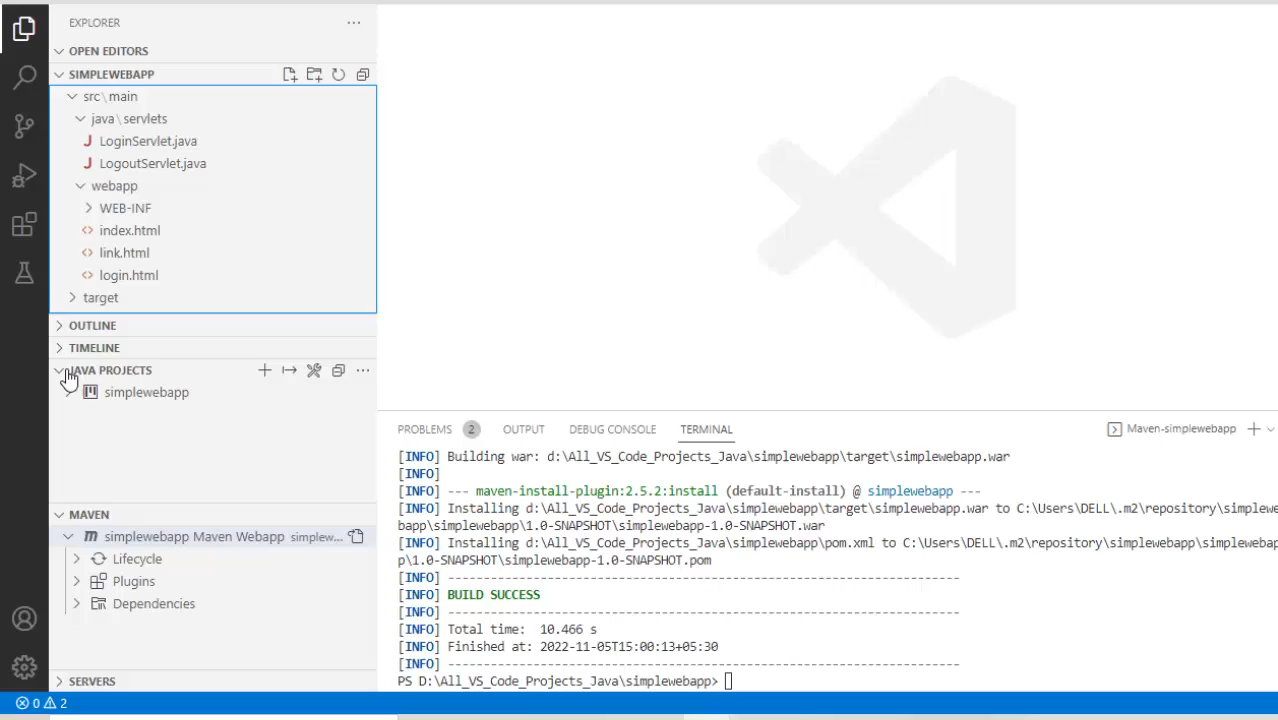 EXPLORER
OPEN EDITORS
SIMPLEWEBAPP
src\main
java\servlets
J LoginServlet.java
J LogoutServlet.java
webapp
WEB-INF
<> index.html
<> link.html
<> login.html
target
OUTLINE
TIMELINE
JAVA PROJECTS
simplewebapp
MAVEN
simplewebapp Maven Webapp simplew...
Lifecycle
Plugins
Dependencies
SERVERS
PROBLEMS 2 OUTPUT DEBUG CONSOLE TERMINAL Maven-simplewebapp
[INFO] Building war: d:\All_VS_Code_Projects_Java\simplewebapp\target\simplewebapp.war
[INFO]
[INFO] --- maven-install-plugin:2.5.2:install (default-install) @ simplewebapp ---
[INFO] Installing d:\All_VS_Code_Projects_Java\simplewebapp\target\simplewebapp.war to C:\Users\DELL\.m2\repository\simplewe
bapp\simplewebapp\1.0-SNAPSHOT\simplewebapp-1.0-SNAPSHOT.war
[INFO] Installing d:\All_VS_Code_Projects_Java\simplewebapp\pom.xml to C:\Users\DELL\.m2\repository\simplewebapp\simplewebap
p\1.0-SNAPSHOT\simplewebapp-1.0-SNAPSHOT.pom
[INFO] ------------------------------------------------------------------------
[INFO] BUILD SUCCESS
[INFO] ------------------------------------------------------------------------
[INFO] Total time:  10.466 s
[INFO] Finished at: 2022-11-05T15:00:13+05:30
[INFO] ------------------------------------------------------------------------
PS D:\All_VS_Code_Projects_Java\simplewebapp>
0 2